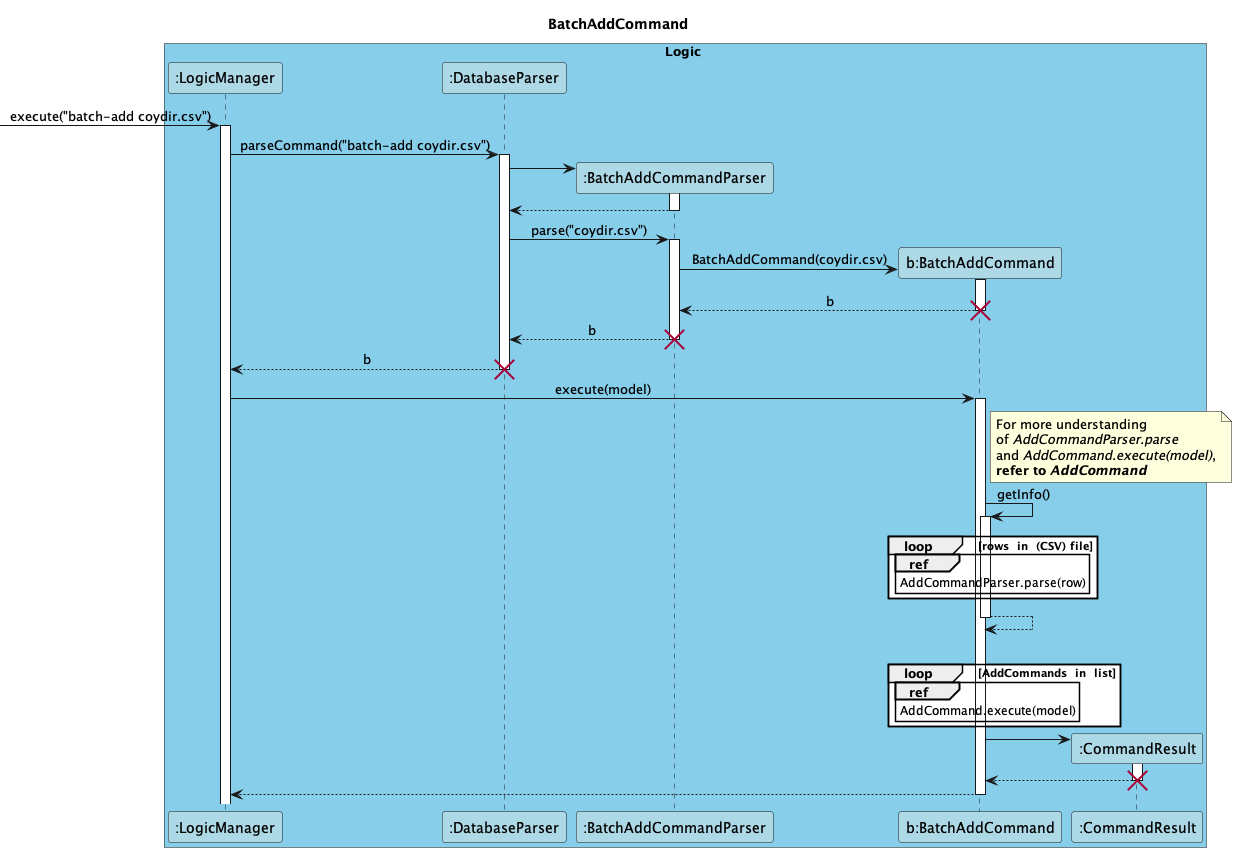 BatchAddCommand
Logic
:LogicManager
:DatabaseParser
execute("batch-add coydir.csv")
parseCommand("batch-add coydir.csv")
:BatchAddCommandParser
parse("coydir.csv")
BatchAddCommand(coydir.csv)
b:BatchAddCommand
b
b
b
execute(model)
For more understanding
of AddCommandParser.parse
and AddCommand.execute(model),
refer to AddCommand
getInfo()
loop [rows in (CSV) file]
ref
AddCommandParser.parse(row)
loop [AddCommands in list]
ref
AddCommand.execute(model)
:CommandResult
:LogicManager
:DatabaseParser
:BatchAddCommandParser
b:BatchAddCommand
:CommandResult